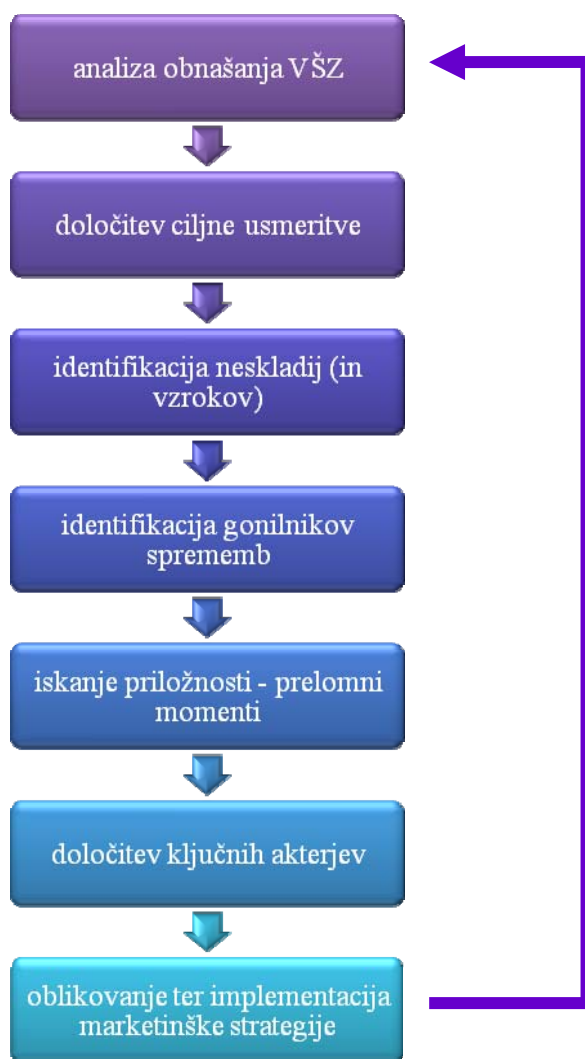 analiza obnašanja VŠZ
določitev ciljne usmeritve
identifikacija neskladij (in
vzrokov)
identifikacija gonilnikov
sprememb
iskanje priložnosti - prelomni
momenti
določitev ključnih akterjev
oblikovanje ter implementacija
marketinške strategije